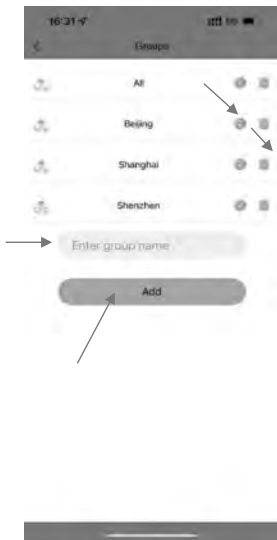 16:31
Groups
All
Beijing
Shanghai
Shenzhen
Enter group name
Add